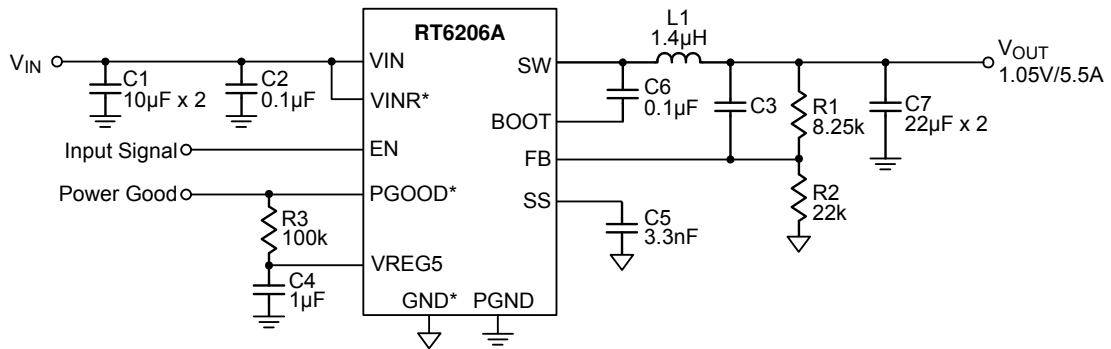 RT6206A
L1
1.4µH
V_IN
VIN
SW
V_OUT
1.05V/5.5A
C1
10µF x 2
C2
0.1µF
VINR*
C6
0.1µF
C3
R1
8.25k
C7
22µF x 2
BOOT
Input Signal
EN
FB
Power Good
PGOOD*
SS
R2
22k
R3
100k
C5
3.3nF
VREG5
C4
1µF
GND*
PGND